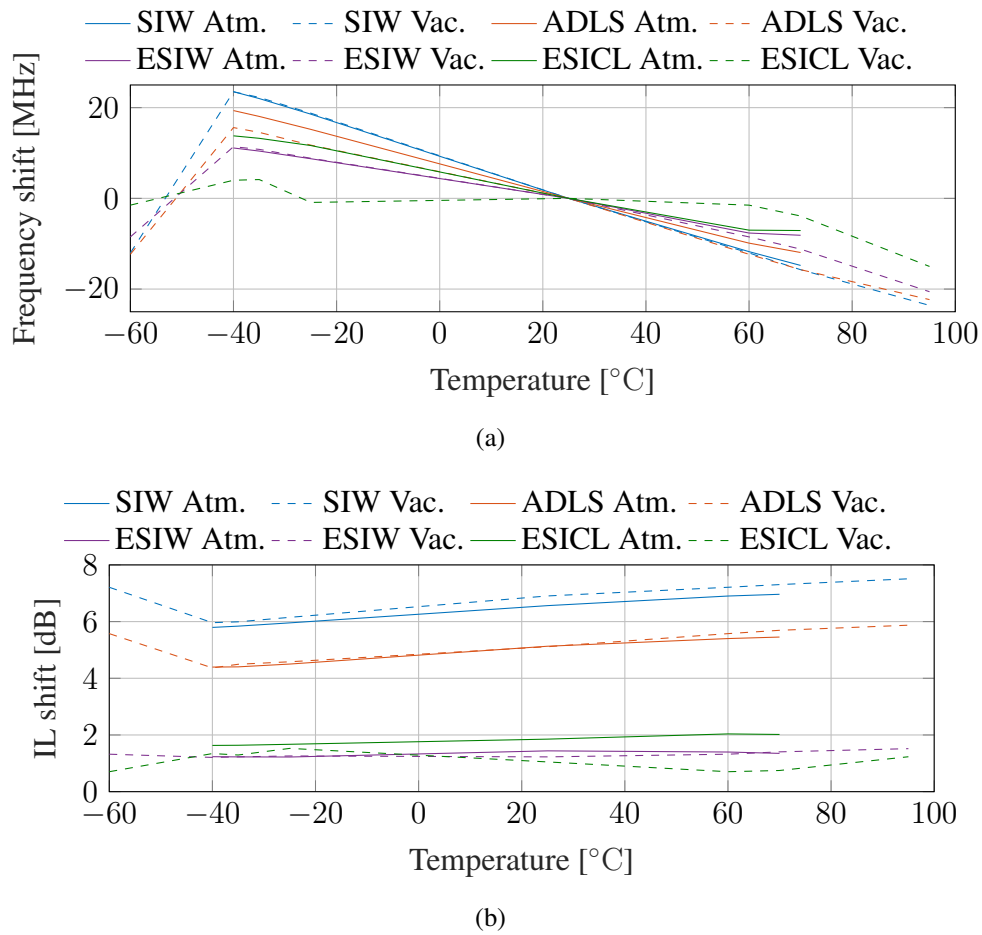 SIW Atm. SIW Vac. ADLS Atm. ADLS Vac.
ESIW Atm. ESIW Vac. ESICL Atm. ESICL Vac.
Frequency shift [MHz]
20
0
−20
−60 −40 −20 0 20 40 60 80 100
Temperature [°C]
(a)
SIW Atm. SIW Vac. ADLS Atm. ADLS Vac.
ESIW Atm. ESIW Vac. ESICL Atm. ESICL Vac.
IL shift [dB]
8
6
4
2
0
−60 −40 −20 0 20 40 60 80 100
Temperature [°C]
(b)